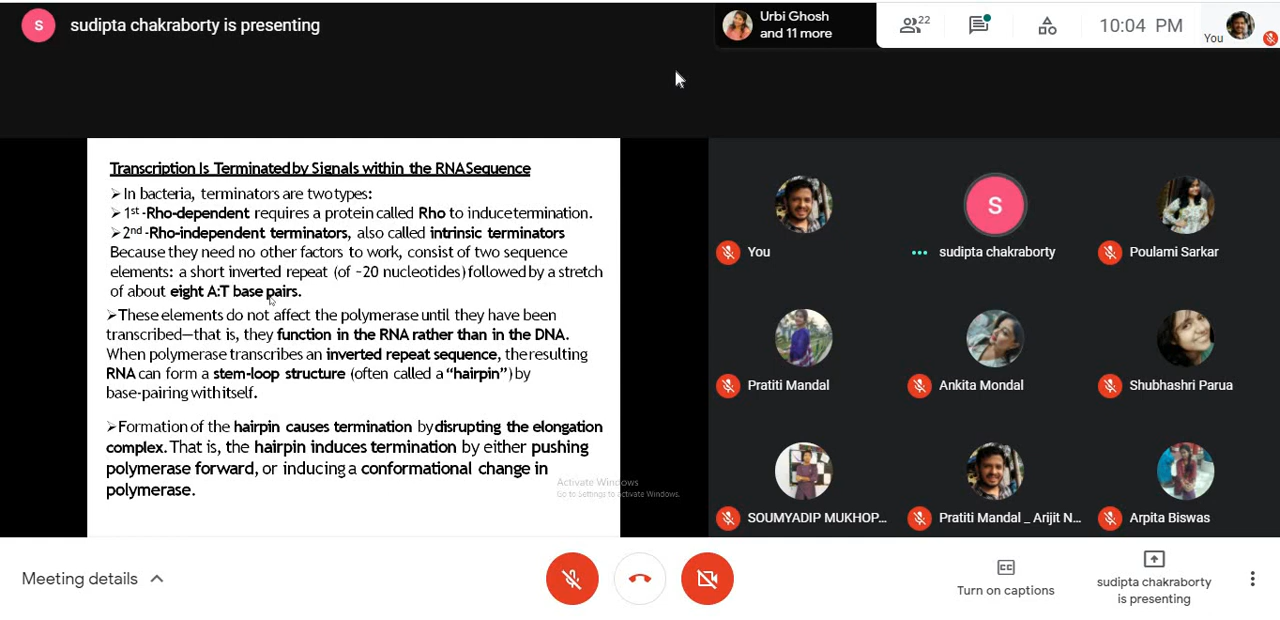 S sudipta chakraborty is presenting
Urbi Ghosh
and 11 more
22
10:04 PM
You
Transcription Is Terminated by Signals within the RNA Sequence
➢In bacteria, terminators are two types:
➢1st -Rho-dependent requires a protein called Rho to induce termination.
➢2nd -Rho-independent terminators, also called intrinsic terminators
Because they need no other factors to work, consist of two sequence
elements: a short inverted repeat (of ~20 nucleotides) followed by a stretch
of about eight A:T base pairs.
➢These elements do not affect the polymerase until they have been
transcribed—that is, they function in the RNA rather than in the DNA.
When polymerase transcribes an inverted repeat sequence, the resulting
RNA can form a stem-loop structure (often called a “hairpin”) by
base-pairing with itself.
➢Formation of the hairpin causes termination by disrupting the elongation
complex. That is, the hairpin induces termination by either pushing
polymerase forward, or inducing a conformational change in
polymerase.
Activate Windows
Go to Settings to activate Windows.
S
You
sudipta chakraborty
Poulami Sarkar
Pratiti Mandal
Ankita Mondal
Shubhashri Parua
SOUMYADIP MUKHOP...
Pratiti Mandal _ Arijit N...
Arpita Biswas
Meeting details
CC
Turn on captions
sudipta chakraborty
is presenting